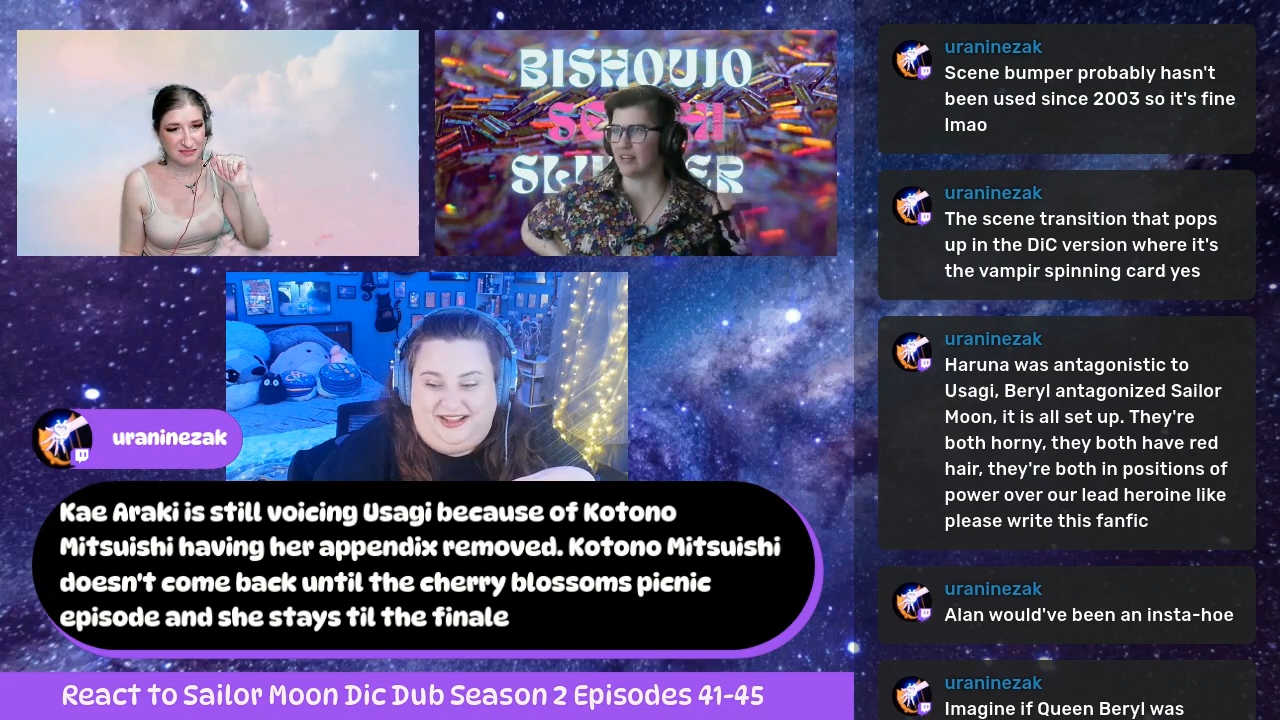 BISHOUJO
uraninezak
Kae Araki is still voicing Usagi because of Kotono
Mitsuishi having her appendix removed. Kotono Mitsuishi
doesn't come back until the cherry blossoms picnic
episode and she stays til the finale
React to Sailor Moon Dic Dub Season 2 Episodes 41-45
uraninezak
Scene bumper probably hasn't
been used since 2003 so it's fine
lmao
uraninezak
The scene transition that pops
up in the DiC version where it's
the vampir spinning card yes
uraninezak
Haruna was antagonistic to
Usagi, Beryl antagonized Sailor
Moon, it is all set up. They're
both horny, they both have red
hair, they're both in positions of
power over our lead heroine like
please write this fanfic
uraninezak
Alan would've been an insta-hoe
uraninezak
Imagine if Queen Beryl was